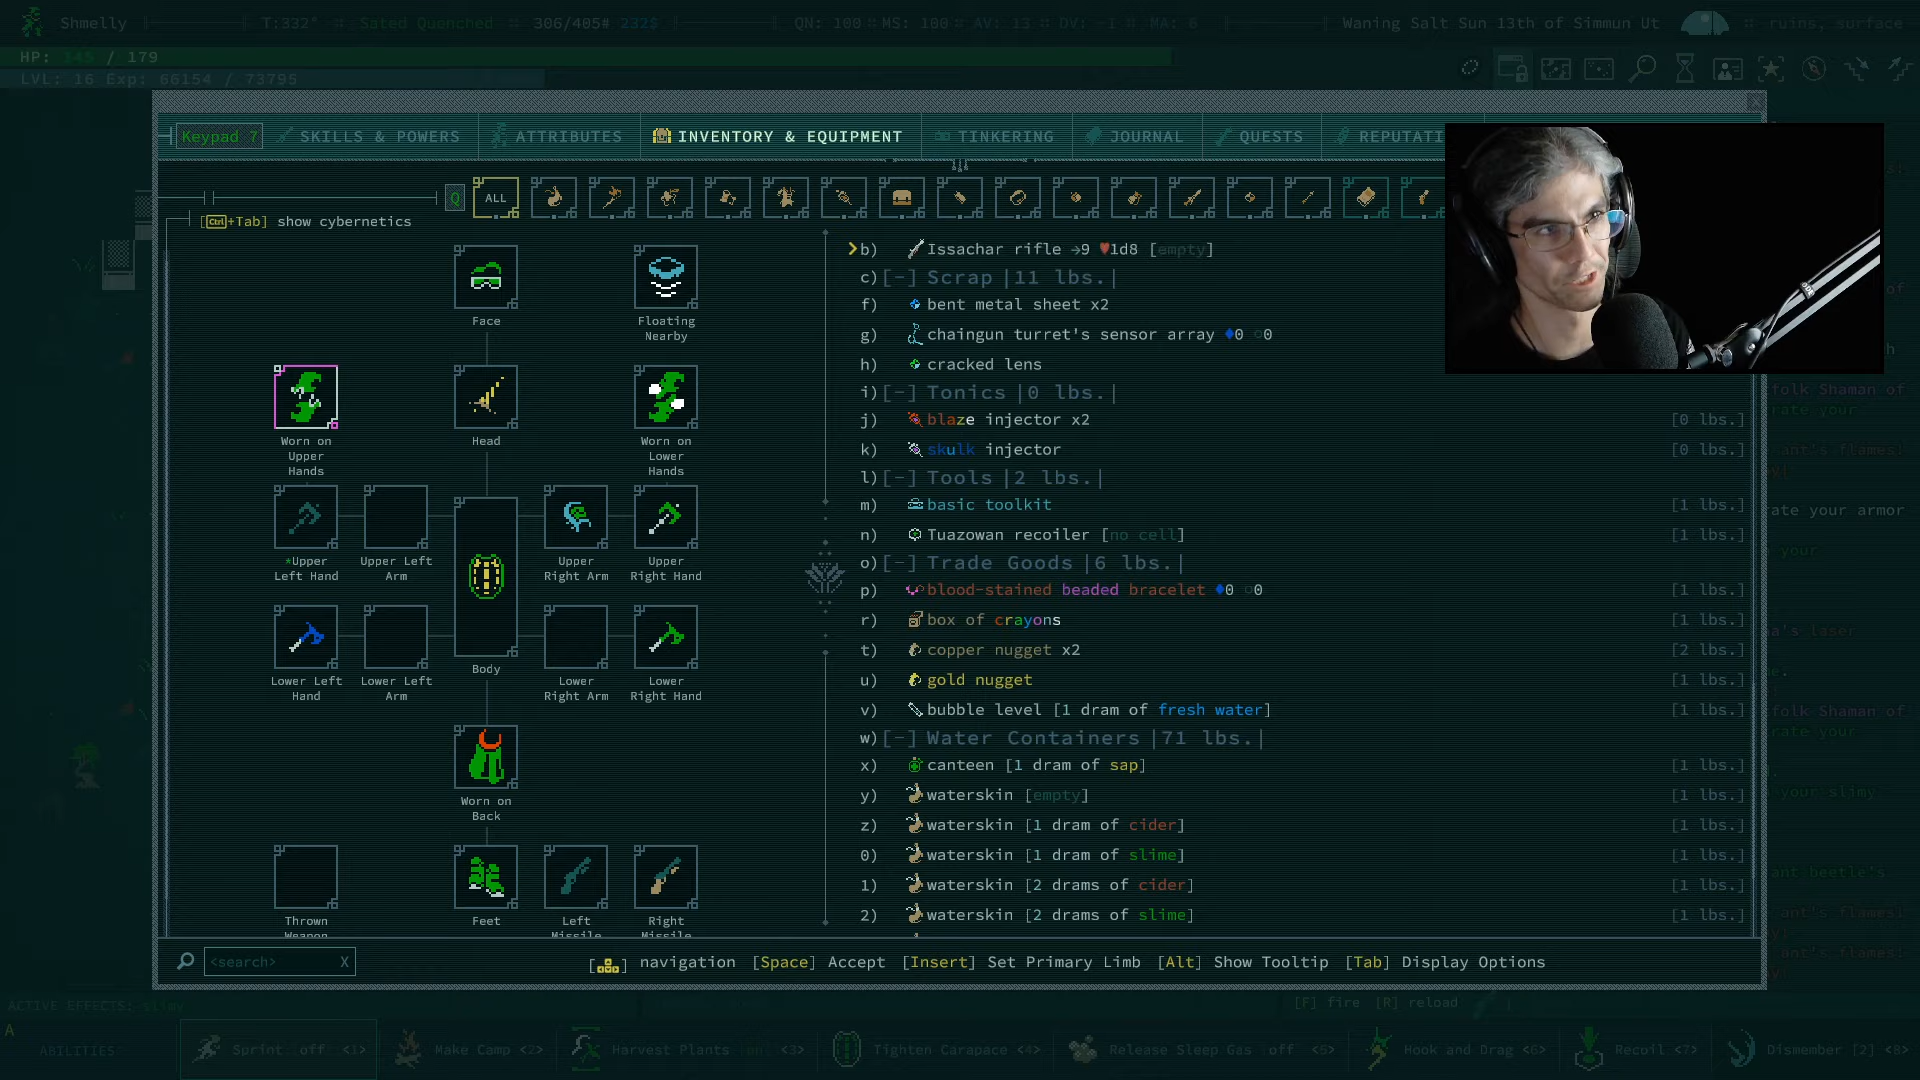 Shmelly T:332* Sated Quenched 306/405# 232$ QN: 100 MS: 100 AV: 13 DV: -1 MA: 6 Waning Salt Sun 13th of Simmun Ut ruins, surface
HP: 145 / 179
LVL: 16 Exp: 66154 / 73795
Keypad 7 SKILLS & POWERS ATTRIBUTES INVENTORY & EQUIPMENT TINKERING JOURNAL QUESTS REPUTATI
Q ALL
[Ctrl+Tab] show cybernetics
Face
Floating Nearby
Worn on Upper Hands
Head
Worn on Lower Hands
*Upper Left Hand
Upper Left Arm
Upper Right Arm
Upper Right Hand
Lower Left Hand
Lower Left Arm
Body
Lower Right Arm
Lower Right Hand
Worn on Back
Thrown Weapon
Feet
Left Missile
Right Missile
b) Issachar rifle →9 ♥1d8 [empty]
c) [-] Scrap |11 lbs.|
f) bent metal sheet x2
g) chaingun turret's sensor array ♦0 ○0
h) cracked lens
i) [-] Tonics |0 lbs.|
j) blaze injector x2 [0 lbs.]
k) skulk injector [0 lbs.]
l) [-] Tools |2 lbs.|
m) basic toolkit [1 lbs.]
n) Tuazowan recoiler [no cell] [1 lbs.]
o) [-] Trade Goods |6 lbs.|
p) blood-stained beaded bracelet ♦0 ○0 [1 lbs.]
r) box of crayons [1 lbs.]
t) copper nugget x2 [2 lbs.]
u) gold nugget [1 lbs.]
v) bubble level [1 dram of fresh water] [1 lbs.]
w) [-] Water Containers |71 lbs.|
x) canteen [1 dram of sap] [1 lbs.]
y) waterskin [empty] [1 lbs.]
z) waterskin [1 dram of cider] [1 lbs.]
0) waterskin [1 dram of slime] [1 lbs.]
1) waterskin [2 drams of cider] [1 lbs.]
2) waterskin [2 drams of slime] [1 lbs.]
<search> X
navigation [Space] Accept [Insert] Set Primary Limb [Alt] Show Tooltip [Tab] Display Options
ACTIVE EFFECTS: slimy [F] fire [R] reload
A
ABILITIES Sprint off <1> Make Camp <2> Harvest Plants on <3> Tighten Carapace <4> Release Sleep Gas off <5> Hook and Drag <6> Recoil <7> Dismember [2] <8>